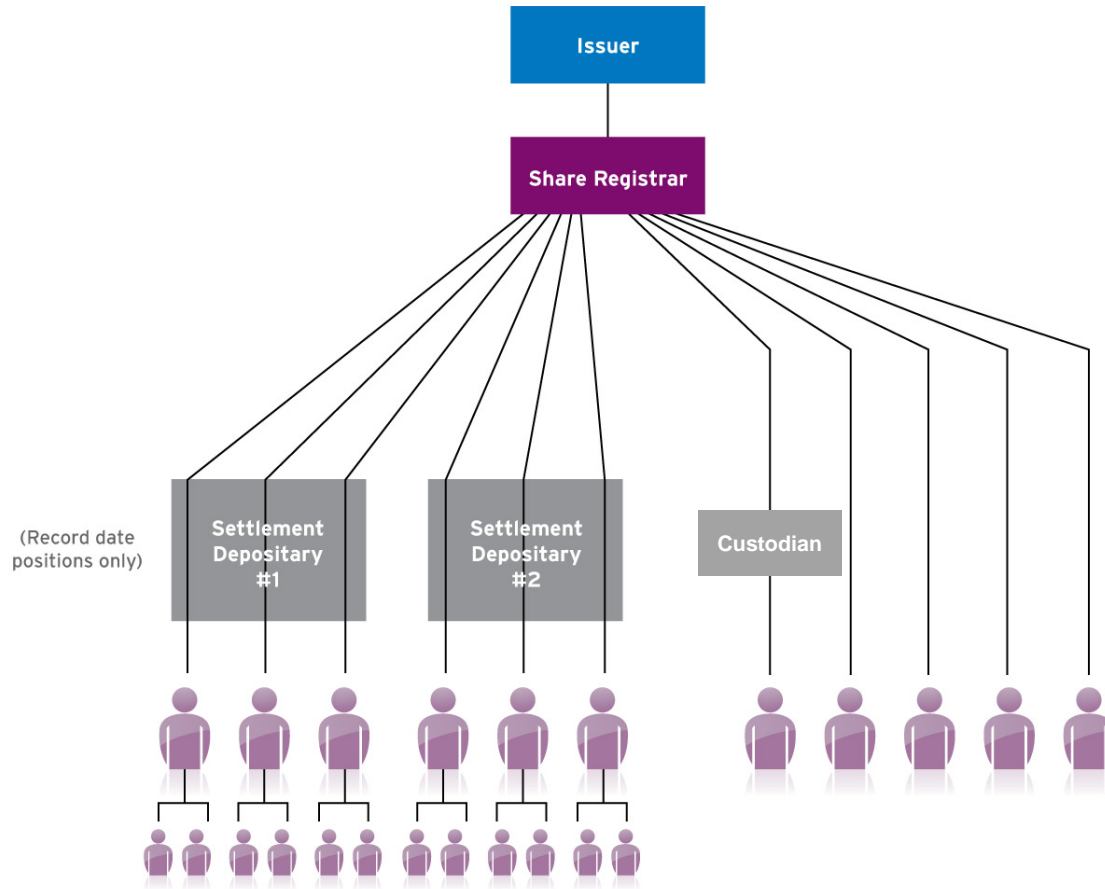 Issuer
Share Registrar
(Record date
positions only)
Settlement
Depositary
#1
Settlement
Depositary
#2
Custodian